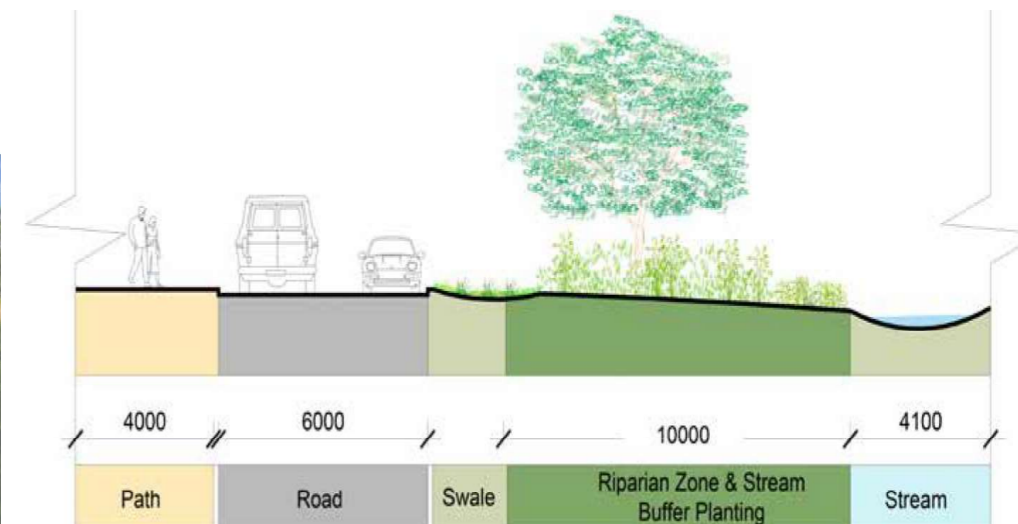 4000 6000 10000 4100
Path Road Swale Riparian Zone & Stream Stream
Buffer Planting